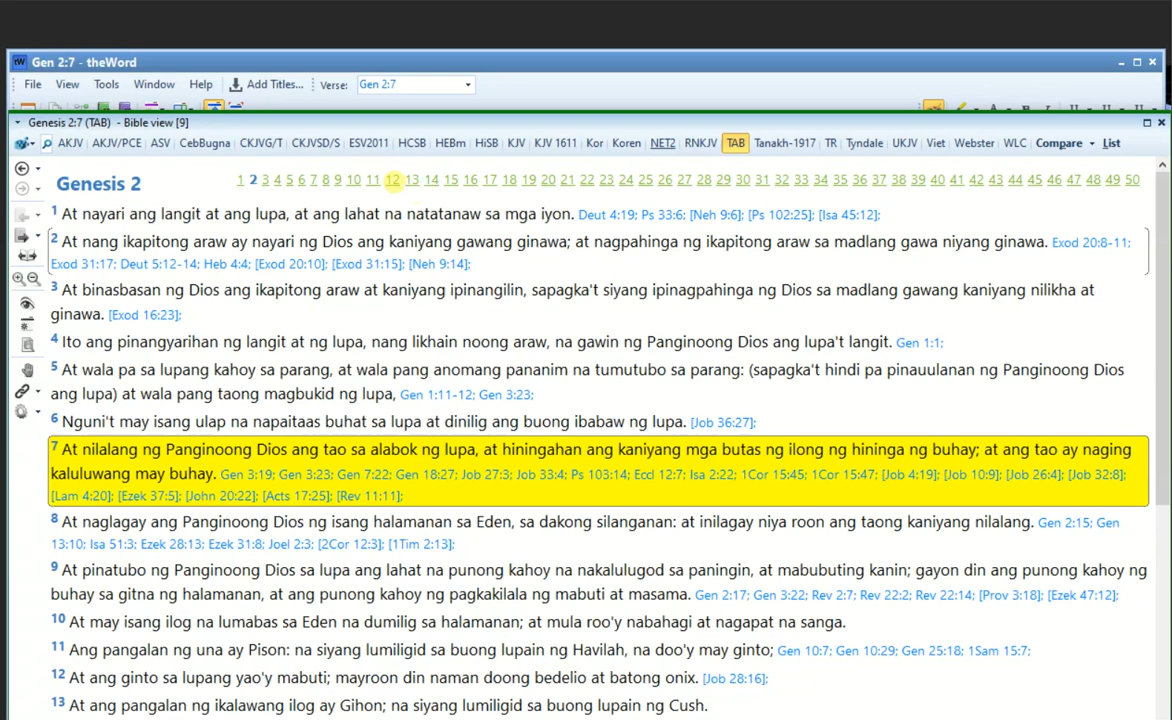 Gen 2:7 - theWord
File View Tools Window Help Add Titles... Verse: Gen 2:7
Genesis 2:7 (TAB) - Bible view [9]
AKJV AKJV/PCE ASV CebBugna CKJVG/T CKJVSD/S ESV2011 HCSB HEBm HiSB KJV KJV 1611 Kor Koren NET2 RNKJV TAB Tanakh-1917 TR Tyndale UKJV Viet Webster WLC Compare List
Genesis 2 1 2 3 4 5 6 7 8 9 10 11 12 13 14 15 16 17 18 19 20 21 22 23 24 25 26 27 28 29 30 31 32 33 34 35 36 37 38 39 40 41 42 43 44 45 46 47 48 49 50
1 At nayari ang langit at ang lupa, at ang lahat na natatanaw sa mga iyon. Deut 4:19; Ps 33:6; [Neh 9:6]; [Ps 102:25]; [Isa 45:12];
2 At nang ikapitong araw ay nayari ng Dios ang kaniyang gawang ginawa; at nagpahinga ng ikapitong araw sa madlang gawa niyang ginawa. Exod 20:8-11;
Exod 31:17; Deut 5:12-14; Heb 4:4; [Exod 20:10]; [Exod 31:15]; [Neh 9:14];
3 At binasbasan ng Dios ang ikapitong araw at kaniyang ipinangilin, sapagka't siyang ipinagpahinga ng Dios sa madlang gawang kaniyang nilikha at
ginawa. [Exod 16:23];
4 Ito ang pinangyarihan ng langit at ng lupa, nang likhain noong araw, na gawin ng Panginoong Dios ang lupa't langit. Gen 1:1;
5 At wala pa sa lupang kahoy sa parang, at wala pang anomang pananim na tumutubo sa parang: (sapagka't hindi pa pinauulanan ng Panginoong Dios
ang lupa) at wala pang taong magbukid ng lupa, Gen 1:11-12; Gen 3:23;
6 Nguni't may isang ulap na napaitaas buhat sa lupa at dinilig ang buong ibabaw ng lupa. [Job 36:27];
7 At nilalang ng Panginoong Dios ang tao sa alabok ng lupa, at hiningahan ang kaniyang mga butas ng ilong ng hininga ng buhay; at ang tao ay naging
kaluluwang may buhay. Gen 3:19; Gen 3:23; Gen 7:22; Gen 18:27; Job 27:3; Job 33:4; Ps 103:14; Eccl 12:7; Isa 2:22; 1Cor 15:45; 1Cor 15:47; [Job 4:19]; [Job 10:9]; [Job 26:4]; [Job 32:8];
[Lam 4:20]; [Ezek 37:5]; [John 20:22]; [Acts 17:25]; [Rev 11:11];
8 At naglagay ang Panginoong Dios ng isang halamanan sa Eden, sa dakong silanganan: at inilagay niya roon ang taong kaniyang nilalang. Gen 2:15; Gen
13:10; Isa 51:3; Ezek 28:13; Ezek 31:8; Joel 2:3; [2Cor 12:3]; [1Tim 2:13];
9 At pinatubo ng Panginoong Dios sa lupa ang lahat na punong kahoy na nakalulugod sa paningin, at mabubuting kanin; gayon din ang punong kahoy ng
buhay sa gitna ng halamanan, at ang punong kahoy ng pagkakilala ng mabuti at masama. Gen 2:17; Gen 3:22; Rev 2:7; Rev 22:2; Rev 22:14; [Prov 3:18]; [Ezek 47:12];
10 At may isang ilog na lumabas sa Eden na dumilig sa halamanan; at mula roo'y nabahagi at nagapat na sanga.
11 Ang pangalan ng una ay Pison: na siyang lumiligid sa buong lupain ng Havilah, na doo'y may ginto; Gen 10:7; Gen 10:29; Gen 25:18; 1Sam 15:7;
12 At ang ginto sa lupang yao'y mabuti; mayroon din naman doong bedelio at batong onix. [Job 28:16];
13 At ang pangalan ng ikalawang ilog ay Gihon; na siyang lumiligid sa buong lupain ng Cush.